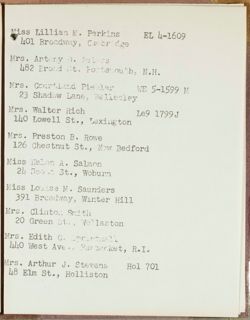 Miss Lillian M. Perkins EL 4-1609
401 Broadway, Cambridge
Mrs. Artery
482 Broad St. Portsmouth, N.H.
Mrs. Courtland WE 5-1599 M
23 Shadow Lane, Wellesley
Mrs. Walter Rich Le9 1799J
140 Lowell St., Lexington
Mrs. Preston B. Rowe
126 Chestnut St., New Bedford
Miss Helen A. Salmon
24 St., Woburn
Miss Louise M. Saunders
391 Broadway, Winter Hill
Mrs. Clinton Smith
20 Green St., Wollaston
Mrs. Edith
440 West Ave. Pawtucket, R.I.
Mrs. Arthur J. Stevens Hol 701
48 Elm St., Holliston